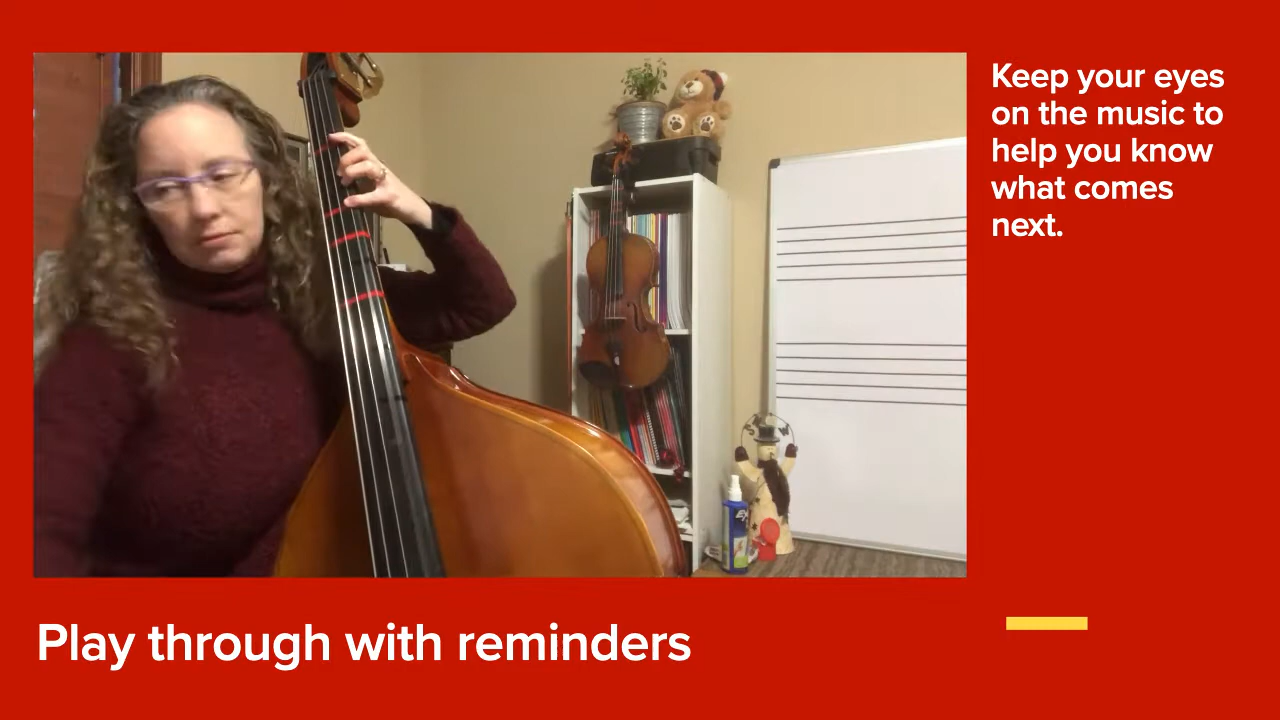 Keep your eyes
on the music to
help you know
what comes
next.
Play through with reminders